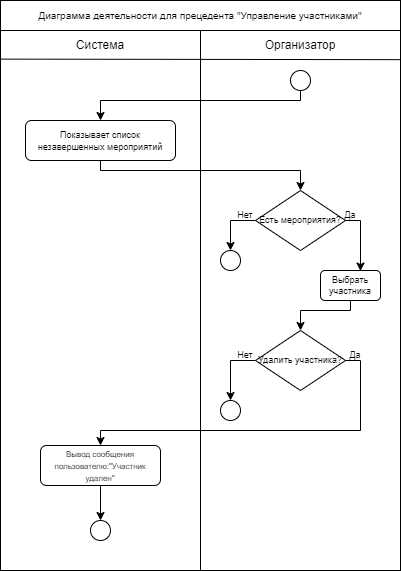 Диаграмма деятельности для прецедента "Управление участниками"
Система
Организатор
Показывает список
незавершенных мероприятий
Нет
Есть мероприятия?
Да
Выбрать
участника
Нет
Удалить участника?
Да
Вывод сообщения
пользователю:"Участник
удален"